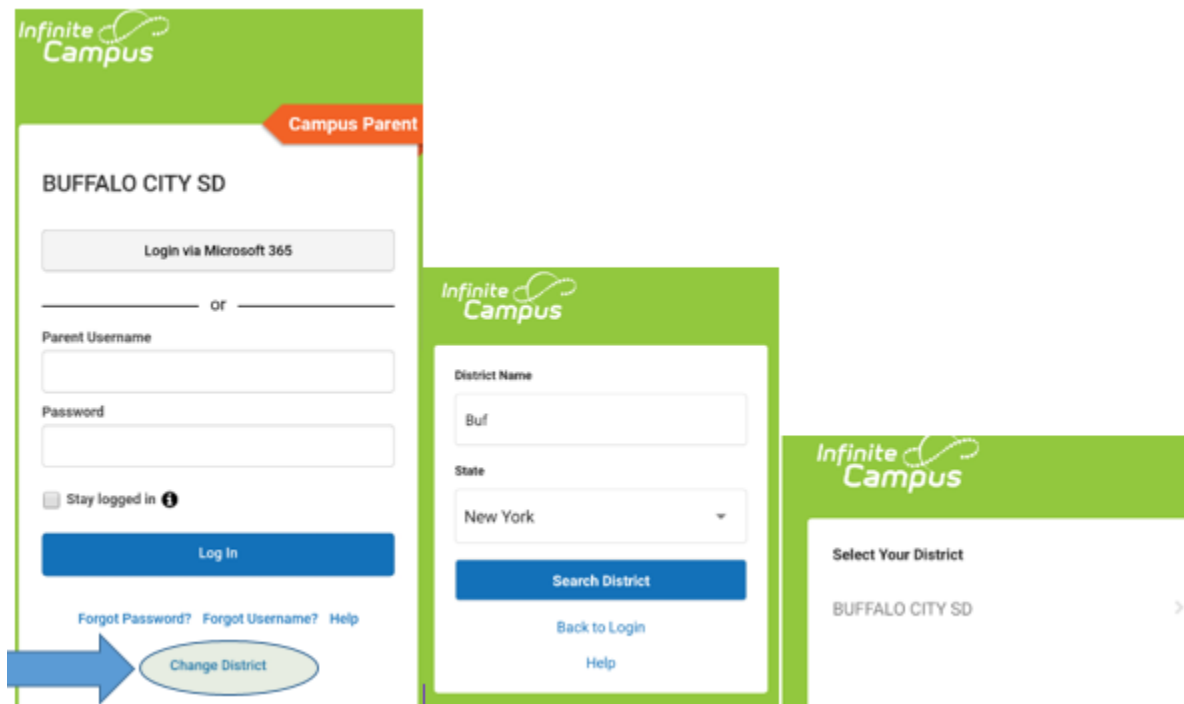 Infinite
Campus
Campus Parent
BUFFALO CITY SD
Login via Microsoft 365
or
Parent Username
Password
Stay logged in
Log In
Forgot Password? Forgot Username? Help
Change District
Infinite
Campus
District Name
Buf
State
New York
Search District
Back to Login
Help
Infinite
Campus
Select Your District
BUFFALO CITY SD